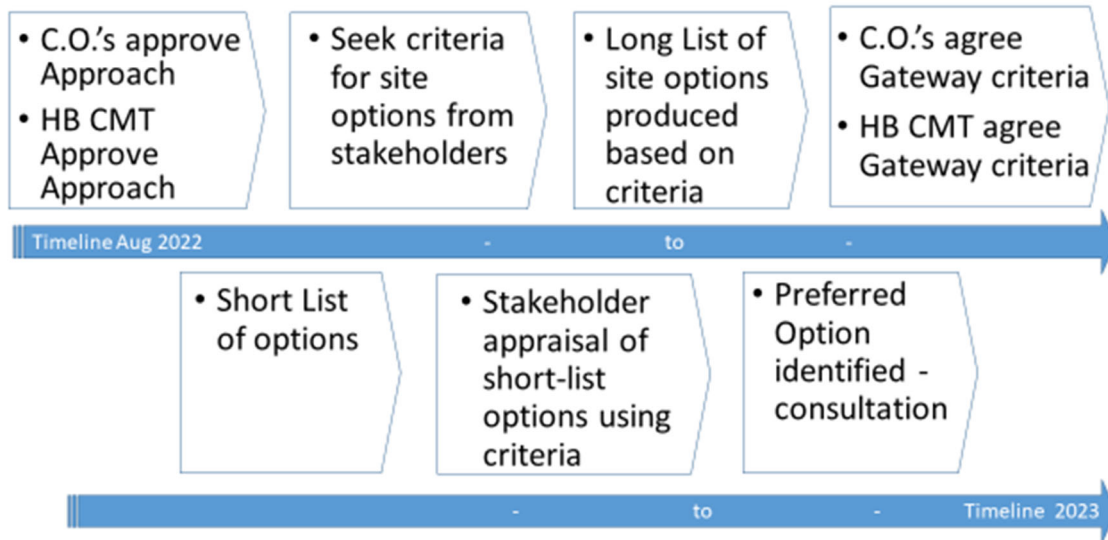 • C.O.'s approve
Approach
• HB CMT
Approve
Approach
• Seek criteria
for site
options from
stakeholders
• Long List of
site options
produced
based on
criteria
• C.O.'s agree
Gateway criteria
• HB CMT agree
Gateway criteria
Timeline Aug 2022 - to -
• Short List
of options
• Stakeholder
appraisal of
short-list
options using
criteria
• Preferred
Option
identified -
consultation
- to - Timeline 2023